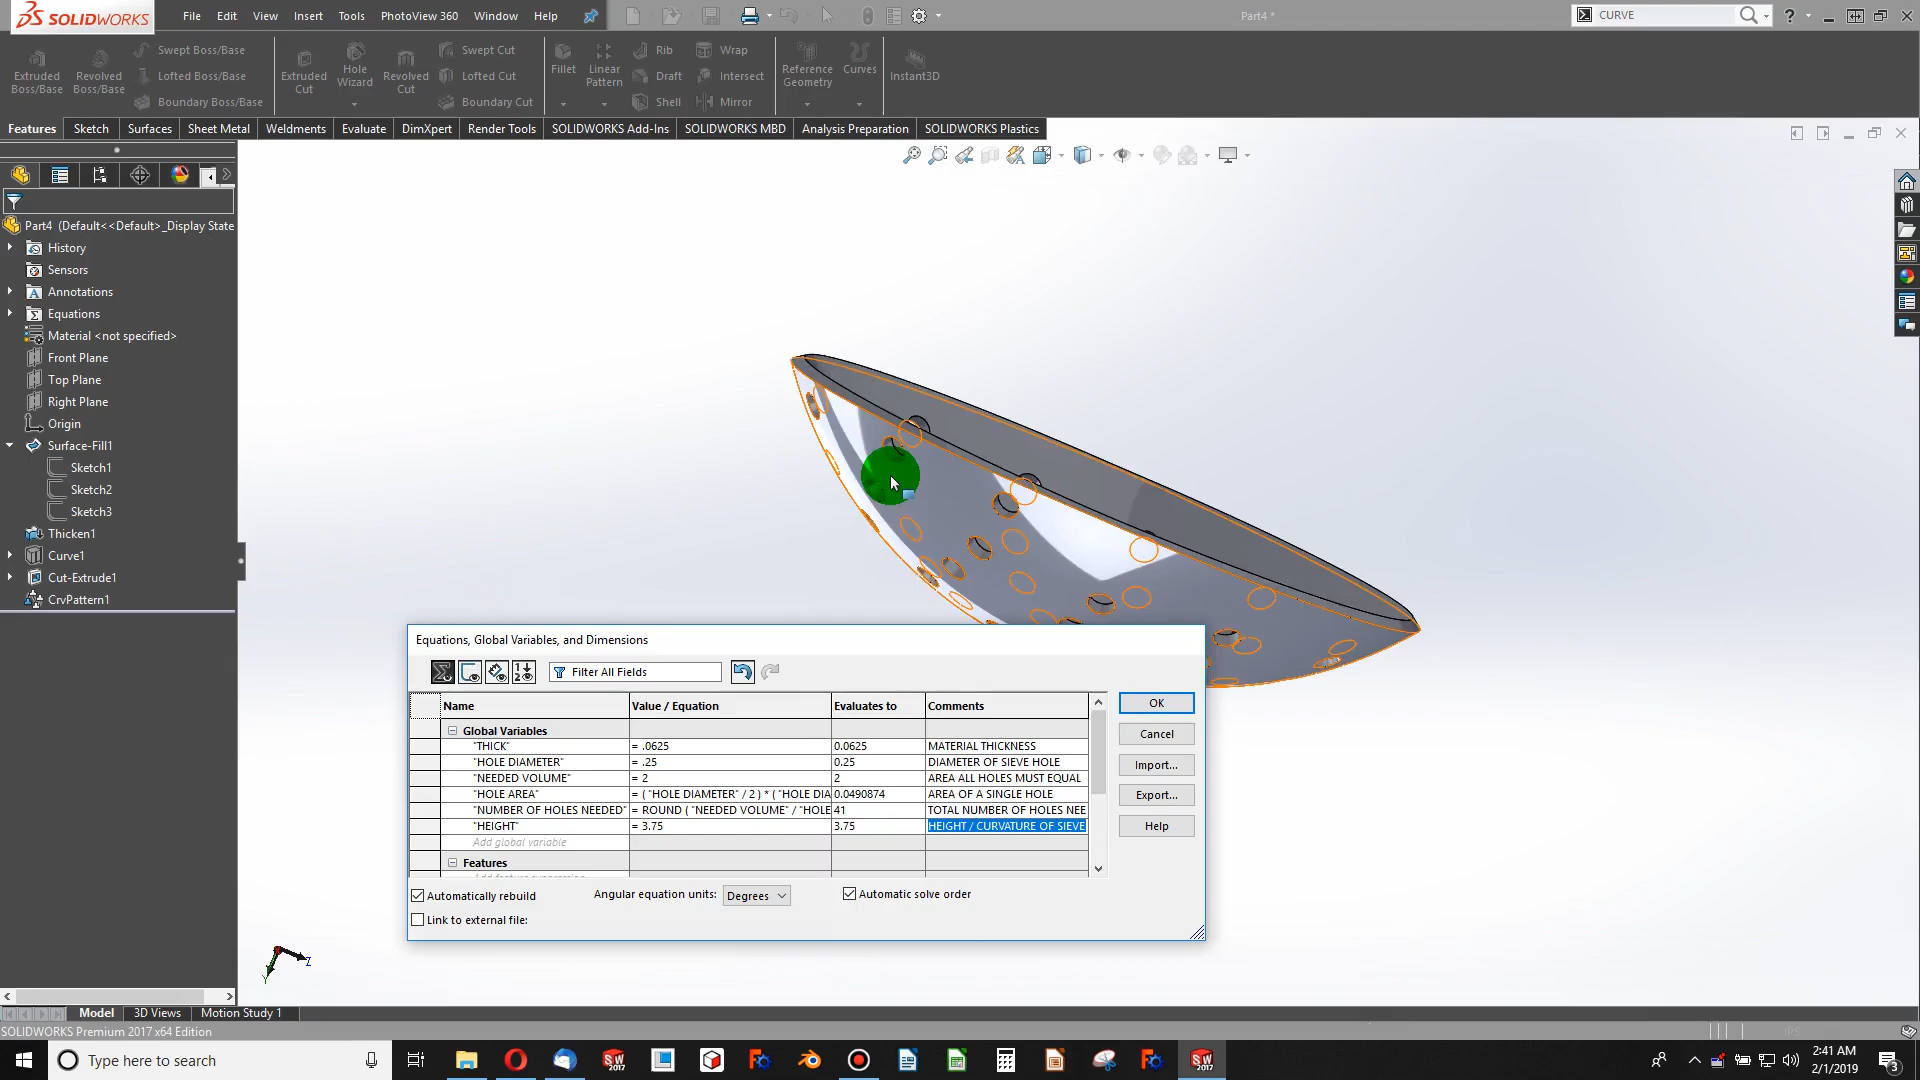 SOLIDWORKS File Edit View Insert Tools PhotoView 360 Window Help Part4 * CURVE ?
Extruded Boss/Base
Revolved Boss/Base
Swept Boss/Base
Lofted Boss/Base
Boundary Boss/Base
Extruded Cut
Hole Wizard
Revolved Cut
Swept Cut
Lofted Cut
Boundary Cut
Fillet
Linear Pattern
Rib
Draft
Shell
Wrap
Intersect
Mirror
Reference Geometry
Curves
Instant3D
Features Sketch Surfaces Sheet Metal Weldments Evaluate DimXpert Render Tools SOLIDWORKS Add-Ins SOLIDWORKS MBD Analysis Preparation SOLIDWORKS Plastics
Part4 (Default<<Default>_Display State
History
Sensors
Annotations
Equations
Material <not specified>
Front Plane
Top Plane
Right Plane
Origin
Surface-Fill1
Sketch1
Sketch2
Sketch3
Thicken1
Curve1
Cut-Extrude1
CrvPattern1
Equations, Global Variables, and Dimensions
Filter All Fields
Name Value / Equation Evaluates to Comments
Global Variables
"THICK" = .0625 0.0625 MATERIAL THICKNESS
"HOLE DIAMETER" = .25 0.25 DIAMETER OF SIEVE HOLE
"NEEDED VOLUME" = 2 2 AREA ALL HOLES MUST EQUAL
"HOLE AREA" = ( "HOLE DIAMETER" / 2 ) * ( "HOLE DIA 0.0490874 AREA OF A SINGLE HOLE
"NUMBER OF HOLES NEEDED" = ROUND ( "NEEDED VOLUME" / "HOLE 41 TOTAL NUMBER OF HOLES NEE
"HEIGHT" = 3.75 3.75 HEIGHT / CURVATURE OF SIEVE
Add global variable
Features
OK
Cancel
Import...
Export...
Help
Automatically rebuild Angular equation units: Degrees Automatic solve order
Link to external file:
Y Z
Model 3D Views Motion Study 1
SOLIDWORKS Premium 2017 x64 Edition IPS
Type here to search
2:41 AM
2/1/2019
3